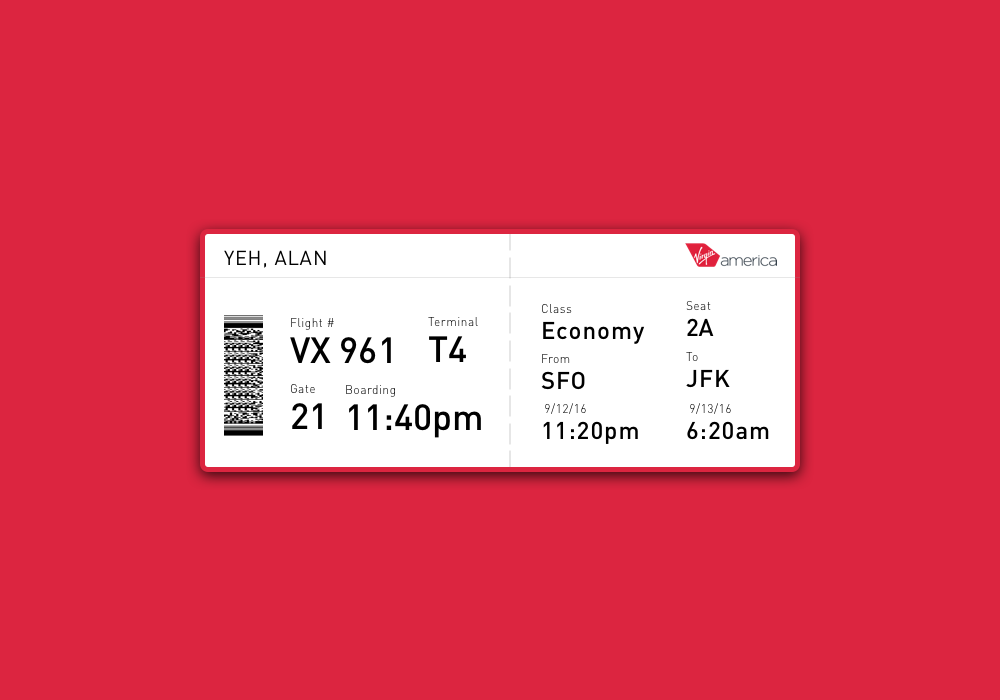 YEH, ALAN
Virgin america
Flight #
VX 961
Terminal
T4
Gate
21
Boarding
11:40pm
Class
Economy
Seat
2A
From
SFO
To
JFK
9/12/16
11:20pm
9/13/16
6:20am